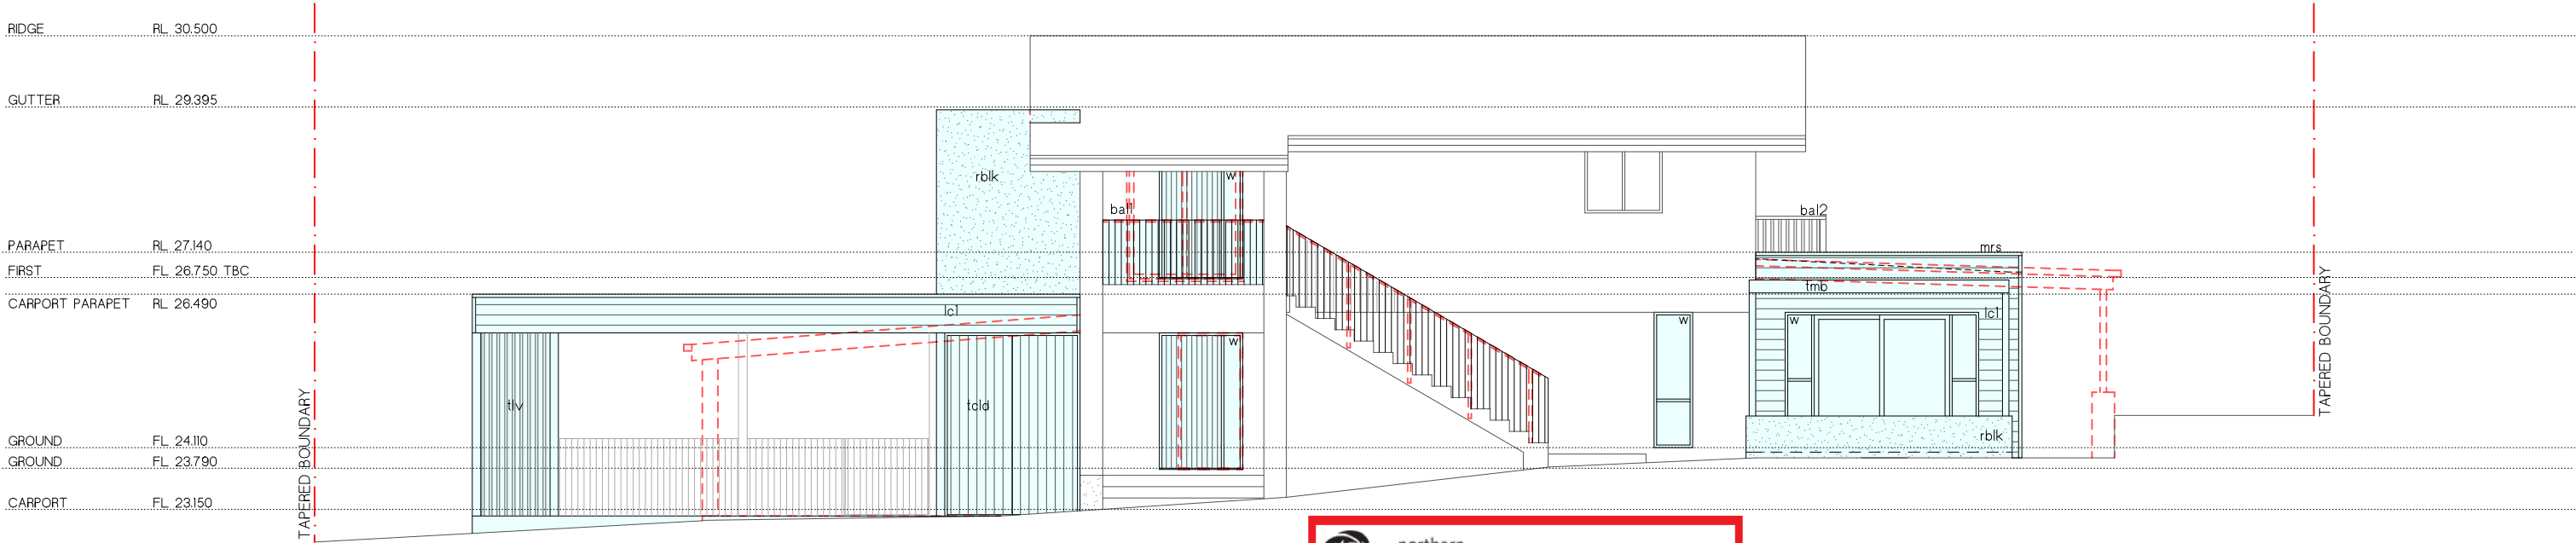 RIDGE RL 30.500
GUTTER RL 29.395
rblk
w
bal1
bal2
PARAPET RL 27.140
mrs
FIRST FL 26.750 TBC
tmb
CARPORT PARAPET RL 26.490
lc1
lc1
w
w
w
tlv
tcld
rblk
GROUND FL 24.110
GROUND FL 23.790
CARPORT FL 23.150
TAPERED BOUNDARY
TAPERED BOUNDARY
northern